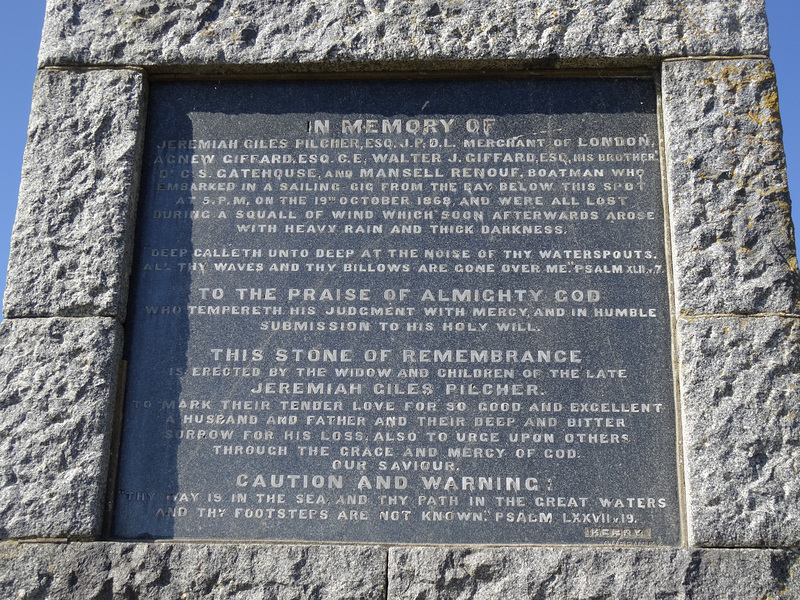 IN MEMORY OF
JEREMIAH GILES PILCHER, ESQ. J.P. D.L. MERCHANT OF LONDON,
AGNEW GIFFARD, ESQ. C.E., WALTER J. GIFFARD, ESQ. HIS BROTHER,
DR C.S. GATEHOUSE, AND MANSELL RENOUF, BOATMAN WHO
EMBARKED IN A SAILING GIG FROM THE BAY BELOW THIS SPOT
AT 5. P.M. ON THE 19TH OCTOBER 1868, AND WERE ALL LOST
DURING A SQUALL OF WIND WHICH SOON AFTERWARDS AROSE
WITH HEAVY RAIN AND THICK DARKNESS.
"DEEP CALLETH UNTO DEEP AT THE NOISE OF THY WATERSPOUTS.
ALL THY WAVES AND THY BILLOWS ARE GONE OVER ME." PSALM XLII.V.7.
TO THE PRAISE OF ALMIGHTY GOD
WHO TEMPERETH HIS JUDGMENT WITH MERCY, AND IN HUMBLE
SUBMISSION TO HIS HOLY WILL.
THIS STONE OF REMEMBRANCE
IS ERECTED BY THE WIDOW AND CHILDREN OF THE LATE
JEREMIAH GILES PILCHER.
TO MARK THEIR TENDER LOVE FOR SO GOOD AND EXCELLENT
A HUSBAND AND FATHER AND THEIR DEEP AND BITTER
SORROW FOR HIS LOSS, ALSO TO URGE UPON OTHERS
THROUGH THE GRACE AND MERCY OF GOD.
OUR SAVIOUR.
CAUTION AND WARNING:
"THY WAY IS IN THE SEA, AND THY PATH IN THE GREAT WATERS
AND THY FOOTSTEPS ARE NOT KNOWN." PSALM LXXVII.V.19.
HENRY